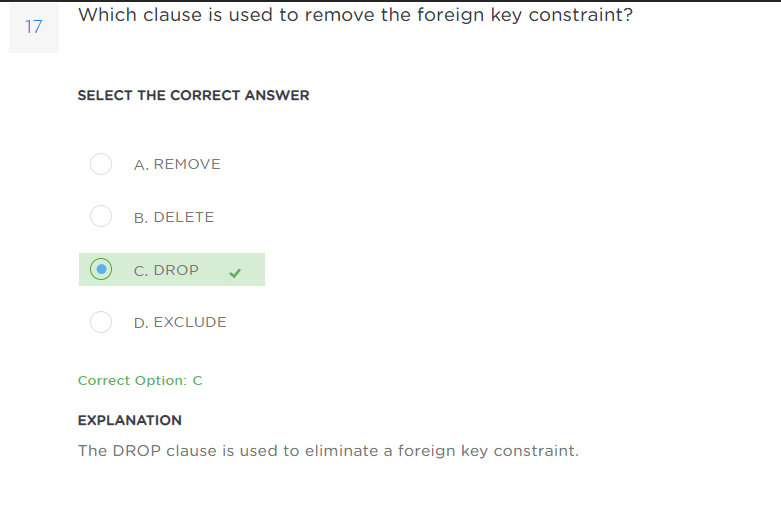 17
Which clause is used to remove the foreign key constraint?
SELECT THE CORRECT ANSWER
A. REMOVE
B. DELETE
C. DROP
D. EXCLUDE
Correct Option: C
EXPLANATION
The DROP clause is used to eliminate a foreign key constraint.